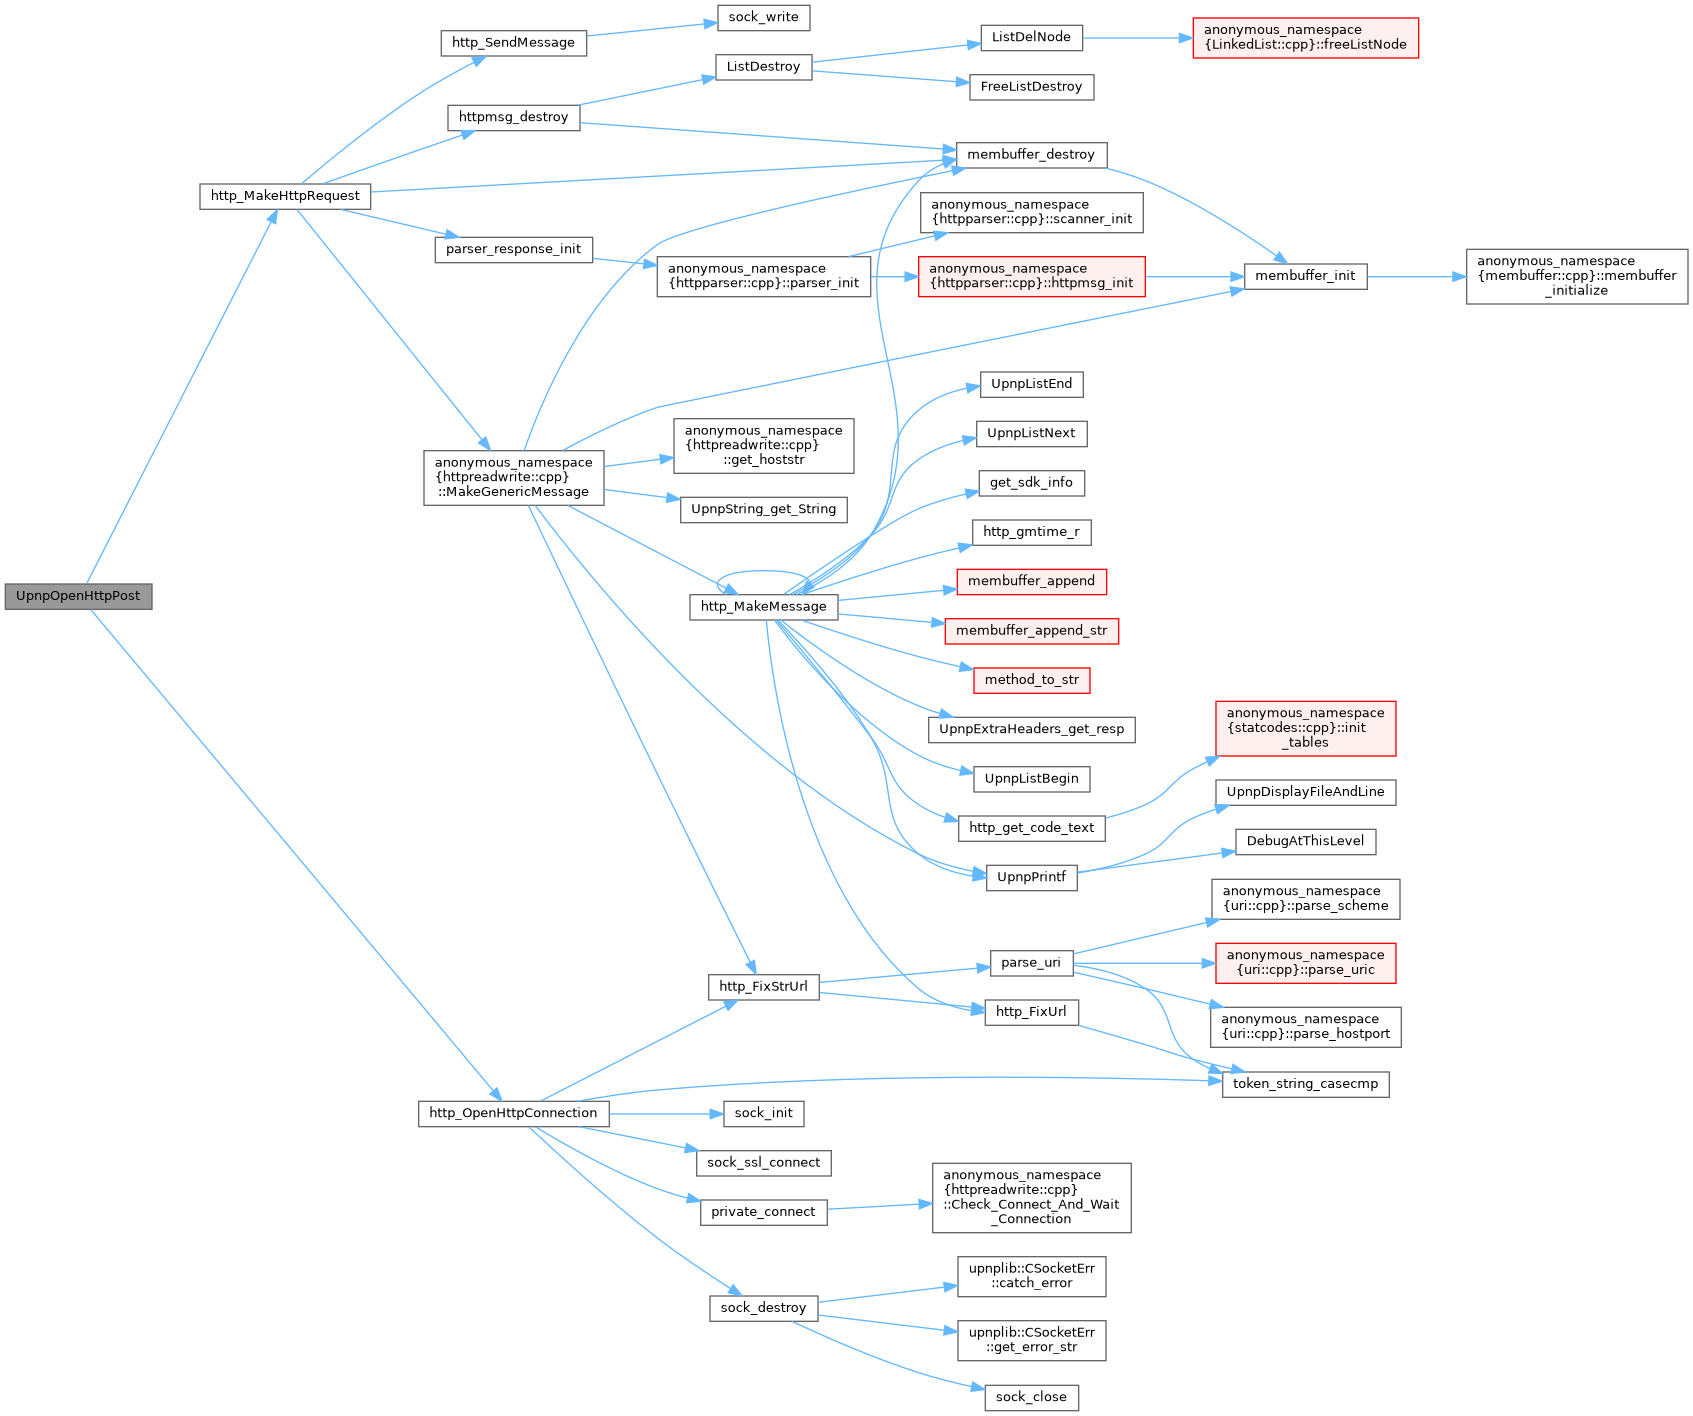 sock_write
http_SendMessage
ListDelNode
anonymous_namespace
{LinkedList::cpp}::freeListNode
ListDestroy
FreeListDestroy
httpmsg_destroy
membuffer_destroy
http_MakeHttpRequest
anonymous_namespace
{httpparser::cpp}::scanner_init
parser_response_init
anonymous_namespace
{httpparser::cpp}::parser_init
anonymous_namespace
{httpparser::cpp}::httpmsg_init
membuffer_init
anonymous_namespace
{membuffer::cpp}::membuffer
_initialize
UpnpListEnd
UpnpListNext
anonymous_namespace
{httpreadwrite::cpp}
::get_hoststr
anonymous_namespace
{httpreadwrite::cpp}
::MakeGenericMessage
get_sdk_info
UpnpString_get_String
http_gmtime_r
membuffer_append
UpnpOpenHttpPost
http_MakeMessage
membuffer_append_str
method_to_str
UpnpExtraHeaders_get_resp
anonymous_namespace
{statcodes::cpp}::init
_tables
UpnpListBegin
UpnpDisplayFileAndLine
http_get_code_text
DebugAtThisLevel
UpnpPrintf
anonymous_namespace
{uri::cpp}::parse_scheme
parse_uri
anonymous_namespace
{uri::cpp}::parse_uric
http_FixStrUrl
http_FixUrl
anonymous_namespace
{uri::cpp}::parse_hostport
token_string_casecmp
http_OpenHttpConnection
sock_init
sock_ssl_connect
private_connect
anonymous_namespace
{httpreadwrite::cpp}
::Check_Connect_And_Wait
_Connection
upnplib::CSocketErr
::catch_error
sock_destroy
upnplib::CSocketErr
::get_error_str
sock_close